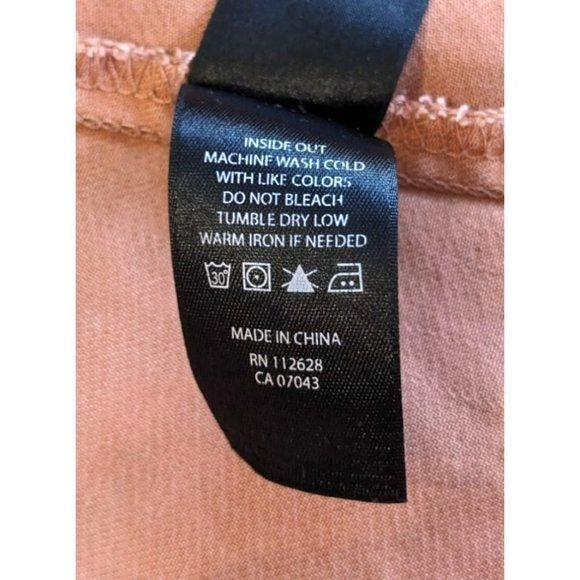 INSIDE OUT
MACHINE WASH COLD
WITH LIKE COLORS
DO NOT BLEACH
TUMBLE DRY LOW
WARM IRON IF NEEDED
30°
MADE IN CHINA
RN 112628
CA 07043